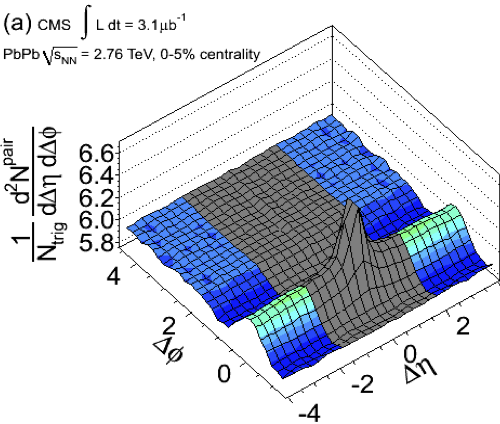 (a) CMS ∫ L dt = 3.1μb⁻¹
PbPb √sNN = 2.76 TeV, 0-5% centrality
1/Ntrig d²Npair/dΔη dΔϕ
6.6
6.4
6.2
6.0
5.8
4
2
0
Δϕ
-4
-2
0
2
Δη